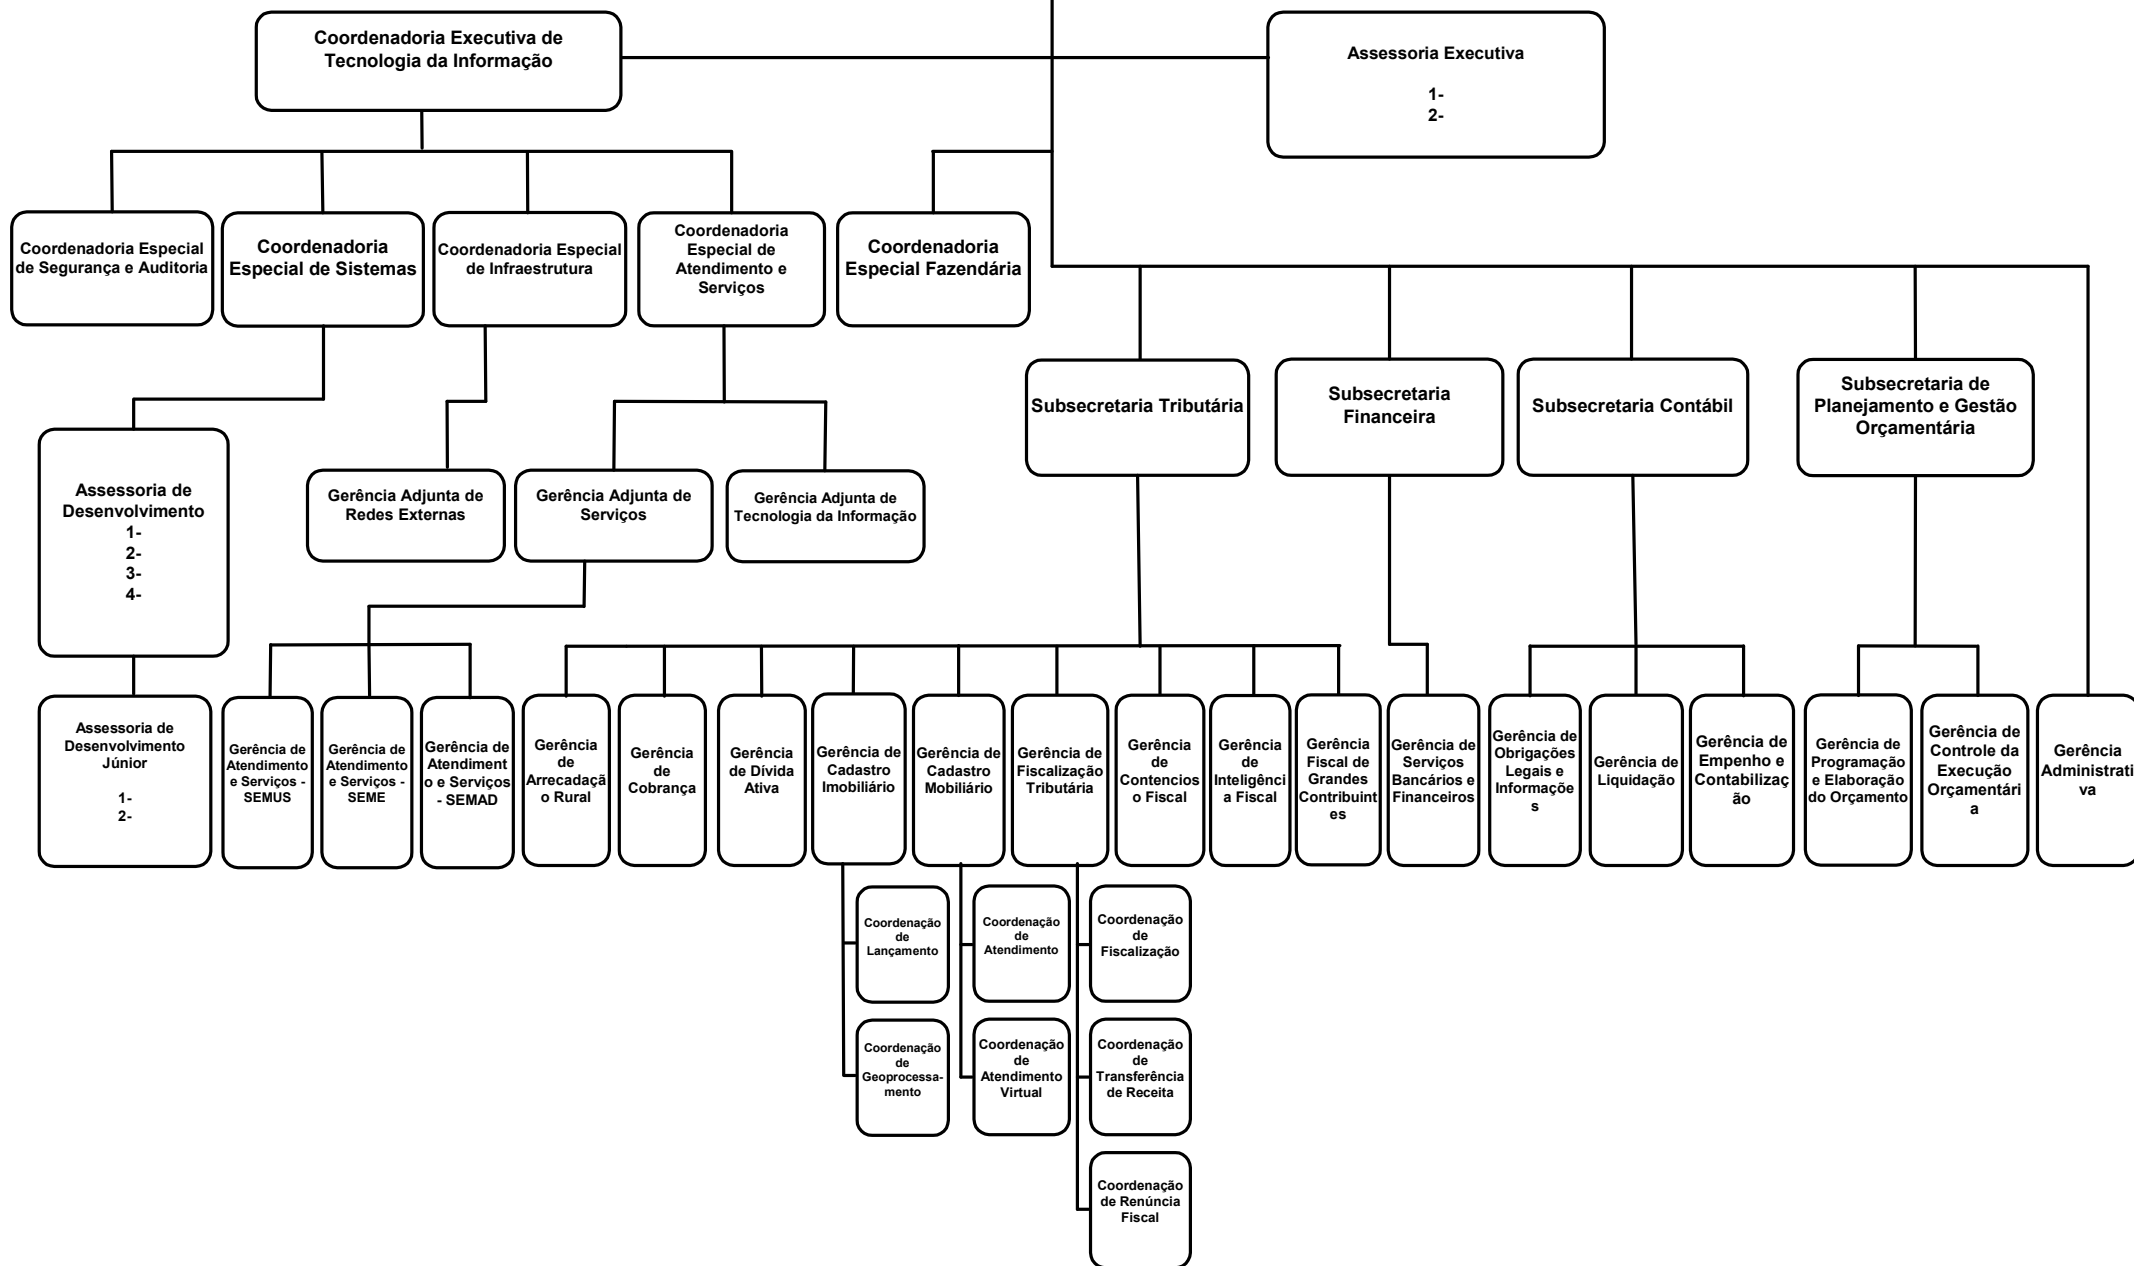 Coordenadoria Executiva de
Tecnologia da Informação
Assessoria Executiva
1-
2-
Coordenadoria Especial
de Segurança e Auditoria
Coordenadoria
Especial de Sistemas
Coordenadoria Especial
de Infraestrutura
Coordenadoria
Especial de
Atendimento e
Serviços
Coordenadoria
Especial Fazendária
Subsecretaria Tributária
Subsecretaria
Financeira
Subsecretaria Contábil
Subsecretaria de
Planejamento e Gestão
Orçamentária
Assessoria de
Desenvolvimento
1-
2-
3-
4-
Gerência Adjunta de
Redes Externas
Gerência Adjunta de
Serviços
Gerência Adjunta de
Tecnologia da Informação
Assessoria de
Desenvolvimento
Júnior
1-
2-
Gerência de
Atendimento
e Serviços -
SEMUS
Gerência de
Atendimento
e Serviços -
SEME
Gerência de
Atendiment
o e Serviços
- SEMAD
Gerência
de
Arrecadaçã
o Rural
Gerência
de
Cobrança
Gerência
de Dívida
Ativa
Gerência de
Cadastro
Imobiliário
Gerência de
Cadastro
Mobiliário
Gerência de
Fiscalização
Tributária
Gerência
de
Contencios
o Fiscal
Gerência
de
Inteligênci
a Fiscal
Gerência
Fiscal de
Grandes
Contribuint
es
Gerência de
Serviços
Bancários e
Financeiros
Gerência de
Obrigações
Legais e
Informaçõe
s
Gerência de
Liquidação
Gerência de
Empenho e
Contabilizaç
ão
Gerência de
Programação
e Elaboração
do Orçamento
Gerência de
Controle da
Execução
Orçamentári
a
Gerência
Administrati
va
Coordenação
de
Lançamento
Coordenação
de
Atendimento
Coordenação
de
Fiscalização
Coordenação
de
Geoprocessa-
mento
Coordenação
de
Atendimento
Virtual
Coordenação
de
Transferência
de Receita
Coordenação
de Renúncia
Fiscal